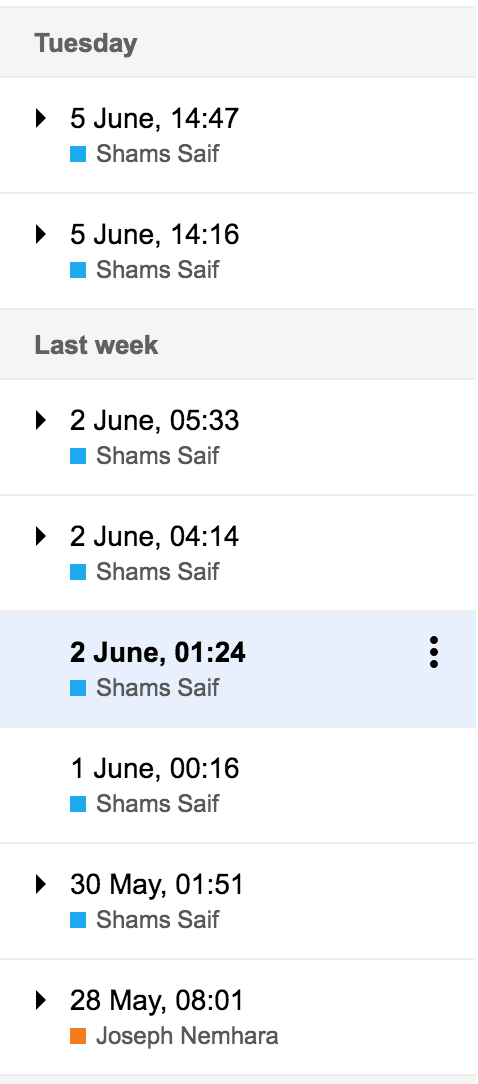 Tuesday
5 June, 14:47
Shams Saif
5 June, 14:16
Shams Saif
Last week
2 June, 05:33
Shams Saif
2 June, 04:14
Shams Saif
2 June, 01:24
Shams Saif
1 June, 00:16
Shams Saif
30 May, 01:51
Shams Saif
28 May, 08:01
Joseph Nemhara